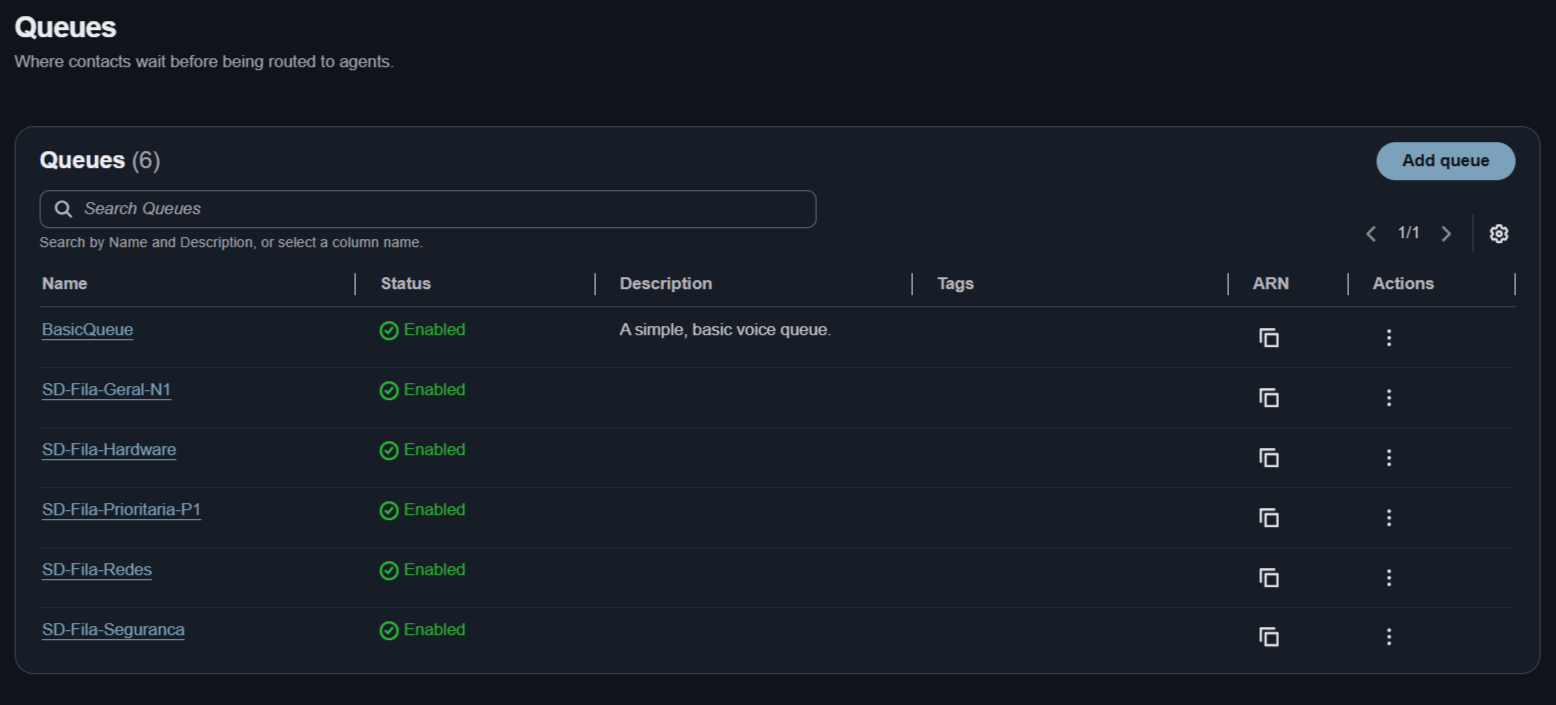 Queues
Where contacts wait before being routed to agents.
Queues (6)
Add queue
Search Queues
Search by Name and Description, or select a column name.
1/1
Name Status Description Tags ARN Actions
BasicQueue Enabled A simple, basic voice queue.
SD-Fila-Geral-N1 Enabled
SD-Fila-Hardware Enabled
SD-Fila-Prioritaria-P1 Enabled
SD-Fila-Redes Enabled
SD-Fila-Seguranca Enabled